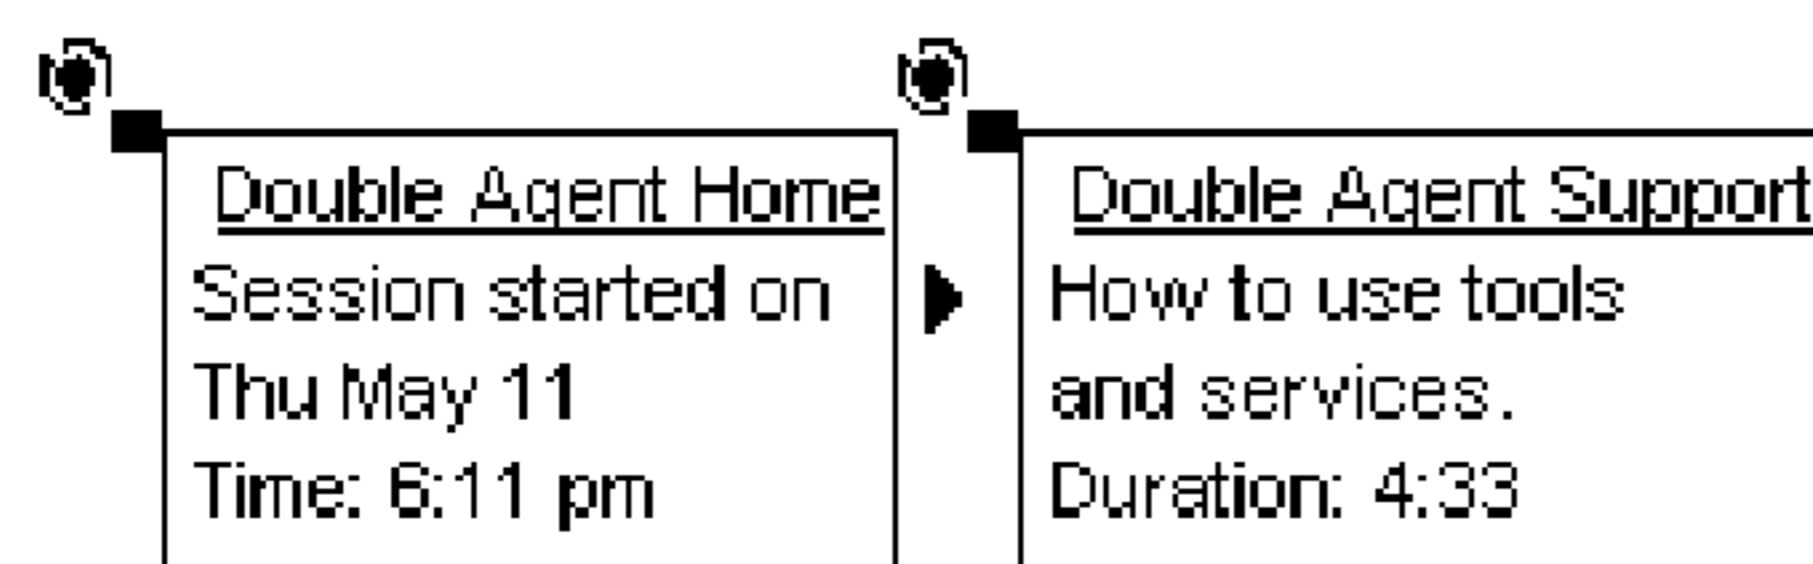 Double Agent Home
Session started on
Thu May 11
Time: 6:11 pm
Double Agent Support
How to use tools
and services.
Duration: 4:33